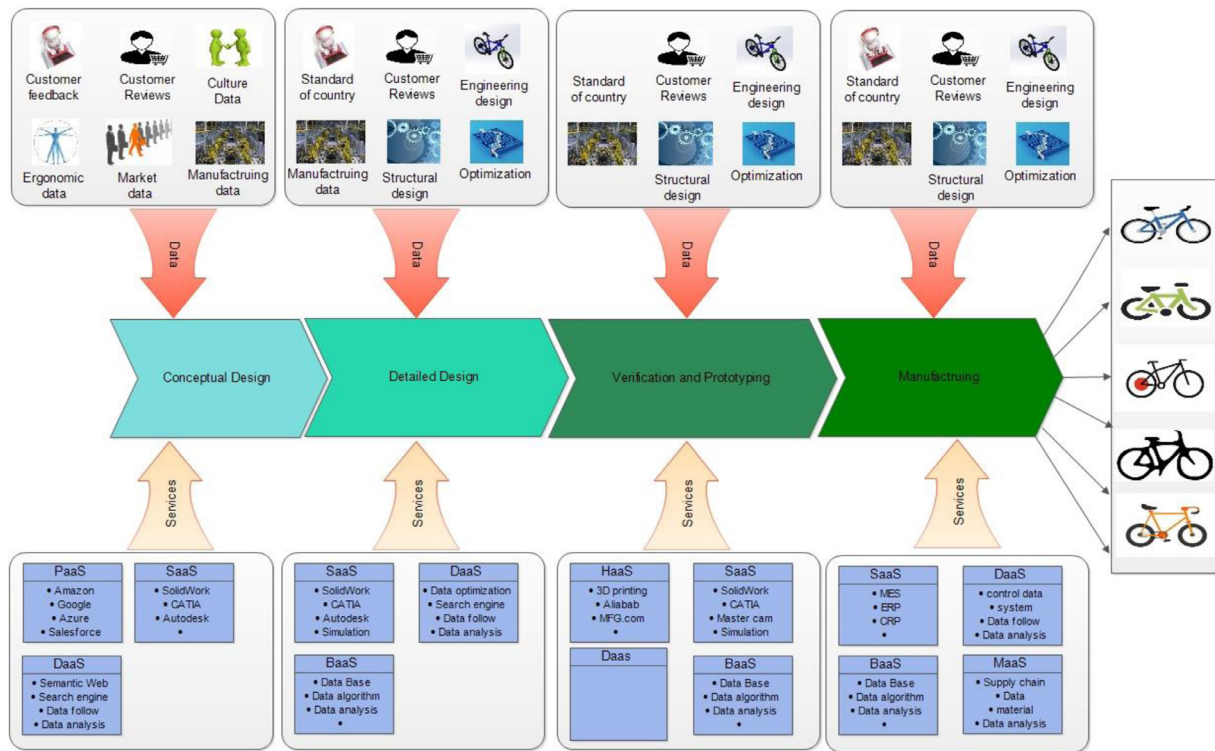 Customer
feedback
Customer
Reviews
Culture
Data
Ergonomic
data
Market
data
Manufactruing
data
Standard
of country
Customer
Reviews
Engineering
design
Manufactruing
data
Structural
design
Optimization
Standard
of country
Customer
Reviews
Engineering
design
Structural
design
Optimization
Standard
of country
Customer
Reviews
Engineering
design
Structural
design
Optimization
Data
Data
Data
Data
Conceptual Design
Detailed Design
Verification and Prototyping
Manufactruing
Services
Services
Services
Services
PaaS
• Amazon
• Google
• Azure
• Salesforce
SaaS
• SolidWork
• CATIA
• Autodesk
•
DaaS
• Semantic Web
• Search engine
• Data follow
• Data analysis
SaaS
• SolidWork
• CATIA
• Autodesk
• Simulation
DaaS
• Data optimization
• Search engine
• Data follow
• Data analysis
BaaS
• Data Base
• Data algorithm
• Data analysis
•
HaaS
• 3D printing
• Aliabab
• MFG.com
•
SaaS
• SolidWork
• CATIA
• Master cam
• Simulation
Daas
BaaS
• Data Base
• Data algorithm
• Data analysis
•
SaaS
• MES
• ERP
• CRP
•
DaaS
• control data
• system
• Data follow
• Data analysis
BaaS
• Data Base
• Data algorithm
• Data analysis
•
MaaS
• Supply chain
• Data
• material
• Data analysis